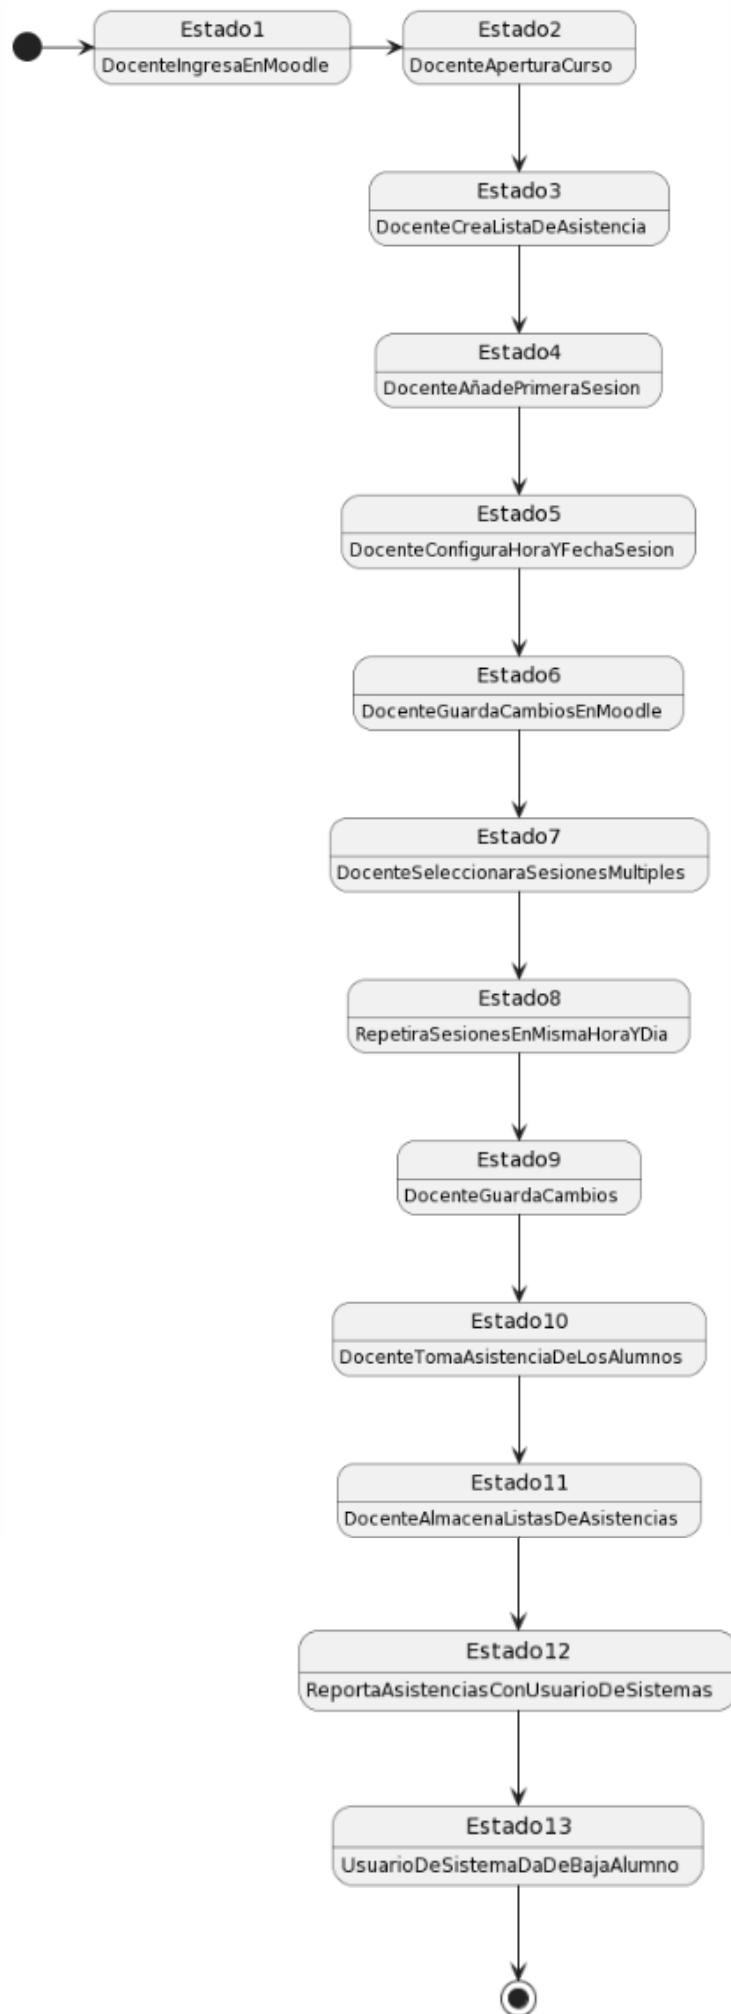 Estado1
DocenteIngresaEnMoodle
Estado2
DocenteAperturaCurso
Estado3
DocenteCreaListaDeAsistencia
Estado4
DocenteAñadePrimeraSesion
Estado5
DocenteConfiguraHoraYFechaSesion
Estado6
DocenteGuardaCambiosEnMoodle
Estado7
DocenteSeleccionaraSesionesMultiples
Estado8
RepetiraSesionesEnMismaHoraYDia
Estado9
DocenteGuardaCambios
Estado10
DocenteTomaAsistenciaDeLosAlumnos
Estado11
DocenteAlmacenaListasDeAsistencias
Estado12
ReportaAsistenciasConUsuarioDeSistemas
Estado13
UsuarioDeSistemaDaDeBajaAlumno